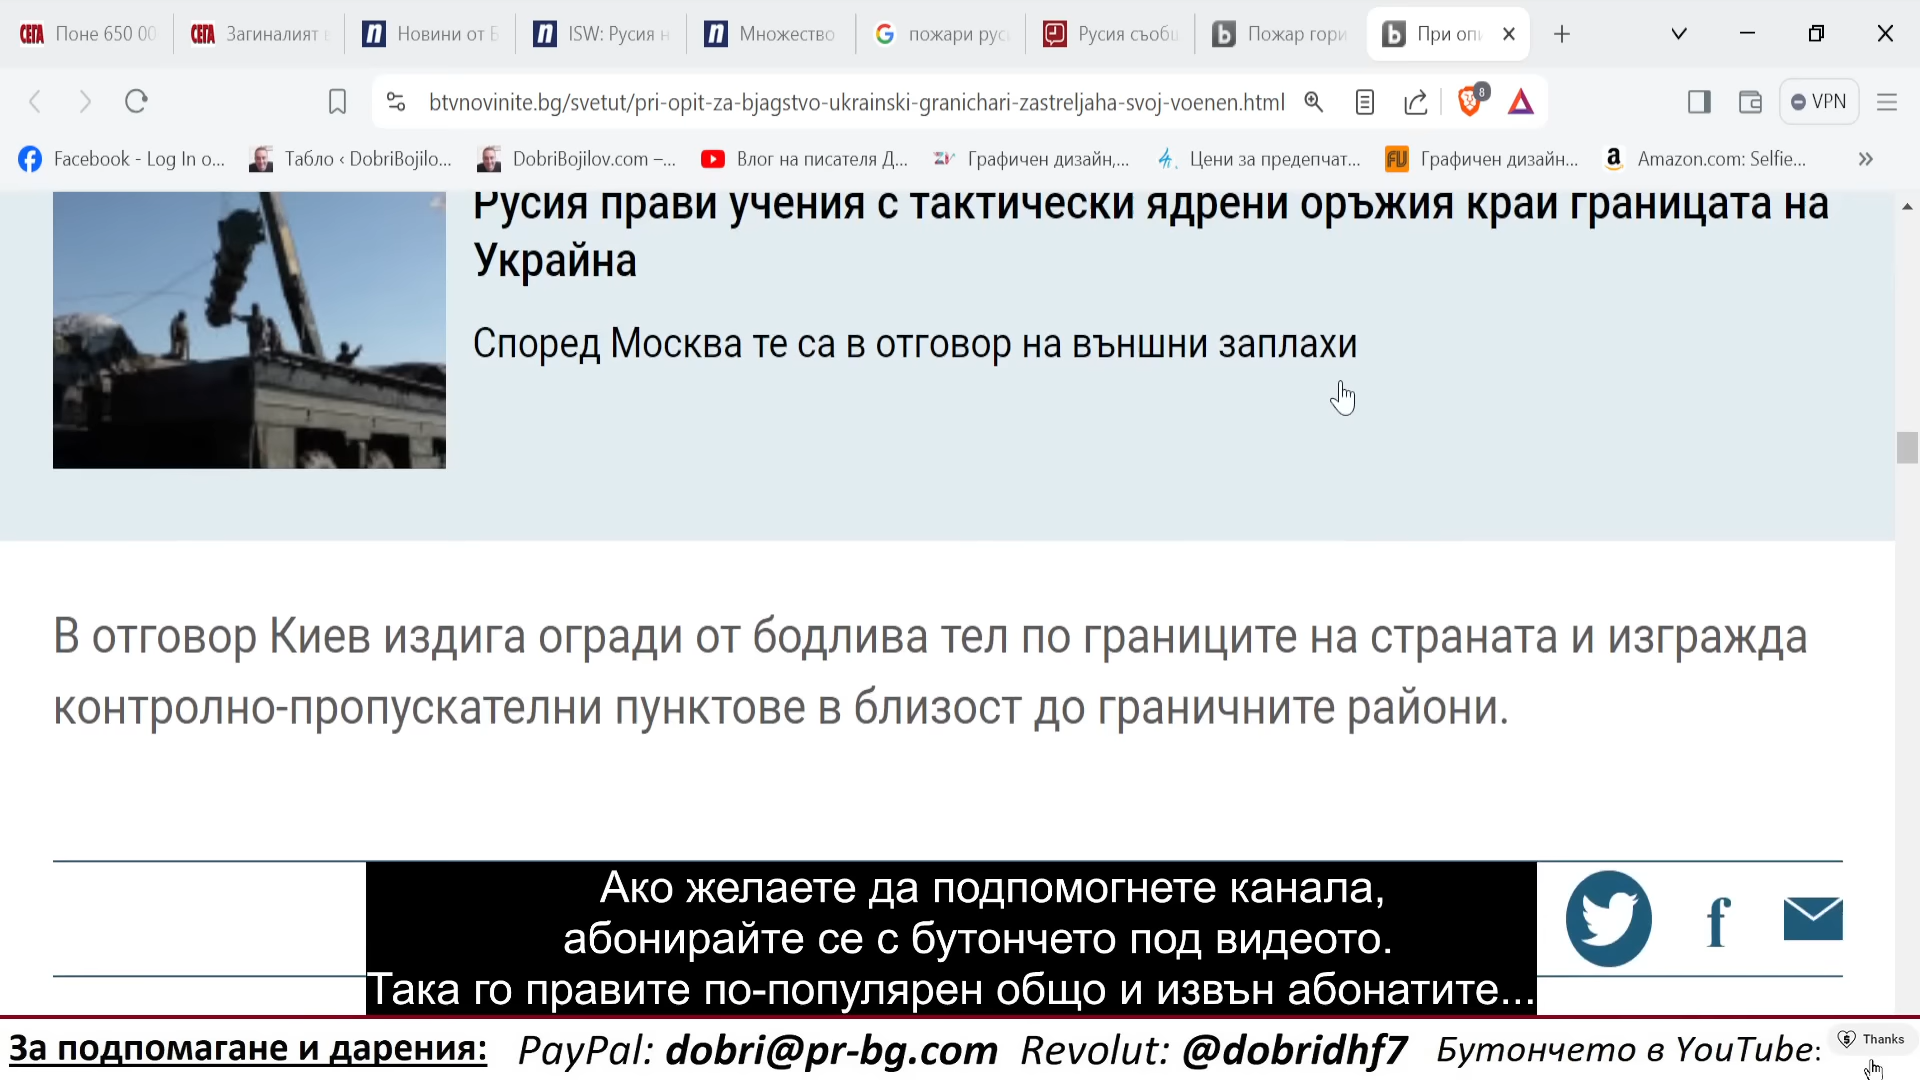 СЕГА Поне 650 00
СЕГА Загиналият в
n Новини от Б
n ISW: Русия н
n Множество
G пожари рус
Русия съобщ
b Пожар гори
b При опи
btvnovinite.bg/svetut/pri-opit-za-bjagstvo-ukrainski-granichari-zastreljaha-svoj-voenen.html
8
VPN
Facebook - Log In o...
Табло ‹ DobriBojilo...
DobriBojilov.com –...
Влог на писателя Д...
Графичен дизайн,...
Цени за предпечат...
FU Графичен дизайн...
a Amazon.com: Selfie...
Русия прави учения с тактически ядрени оръжия край границата на
Украйна
Според Москва те са в отговор на външни заплахи
В отговор Киев издига огради от бодлива тел по границите на страната и изгражда
контролно-пропускателни пунктове в близост до граничните райони.
Ако желаете да подпомогнете канала,
абонирайте се с бутончето под видеото.
Така го правите по-популярен общо и извън абонатите...
За подпомагане и дарения: PayPal: dobri@pr-bg.com Revolut: @dobridhf7 Бутончето в YouTube: Thanks